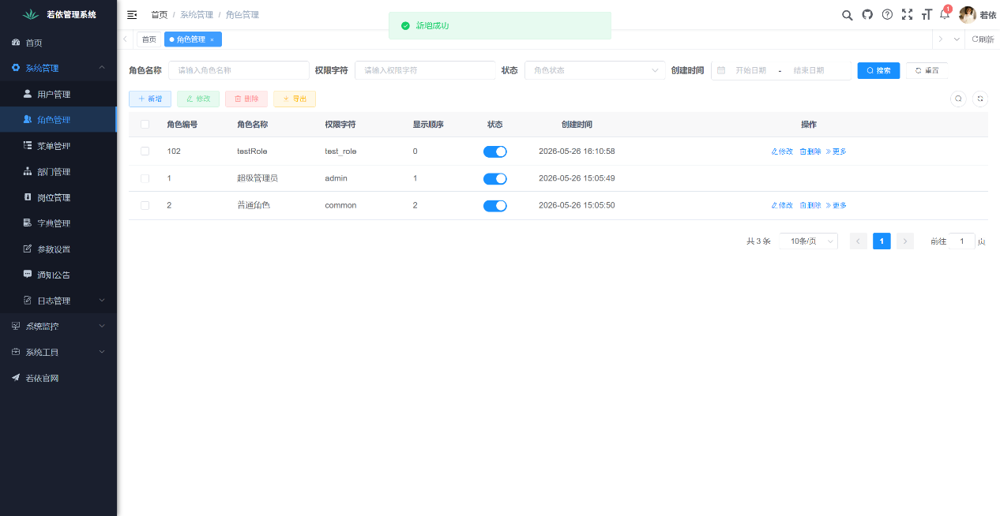 若依管理系统
首页 / 系统管理 / 角色管理
新增成功
1
若依
首页
角色管理 ×
刷新
首页
系统管理
用户管理
角色管理
菜单管理
部门管理
岗位管理
字典管理
参数设置
通知公告
日志管理
系统监控
系统工具
若依官网
角色名称 请输入角色名称 权限字符 请输入权限字符 状态 角色状态 创建时间 开始日期 - 结束日期 搜索 重置
新增 修改 删除 导出
角色编号 角色名称 权限字符 显示顺序 状态 创建时间 操作
102 testRole test_role 0 2026-05-26 16:10:58 修改 删除 更多
1 超级管理员 admin 1 2026-05-26 15:05:49
2 普通角色 common 2 2026-05-26 15:05:50 修改 删除 更多
共 3 条 10条/页 1 前往 1 页